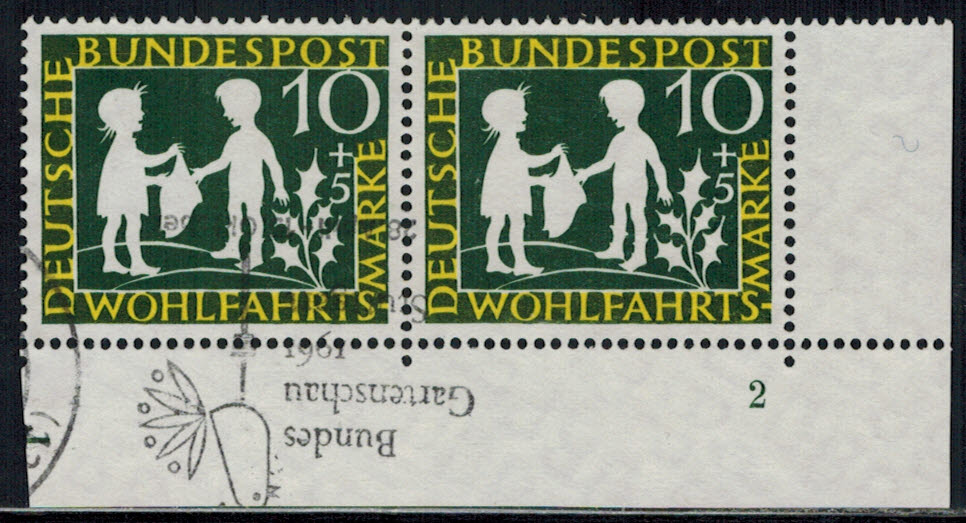 DEUTSCHE BUNDESPOST
10
+
5
WOHLFAHRTS-MARKE
DEUTSCHE BUNDESPOST
10
+
5
WOHLFAHRTS-MARKE
2
Bundes
Gartenschau
1961